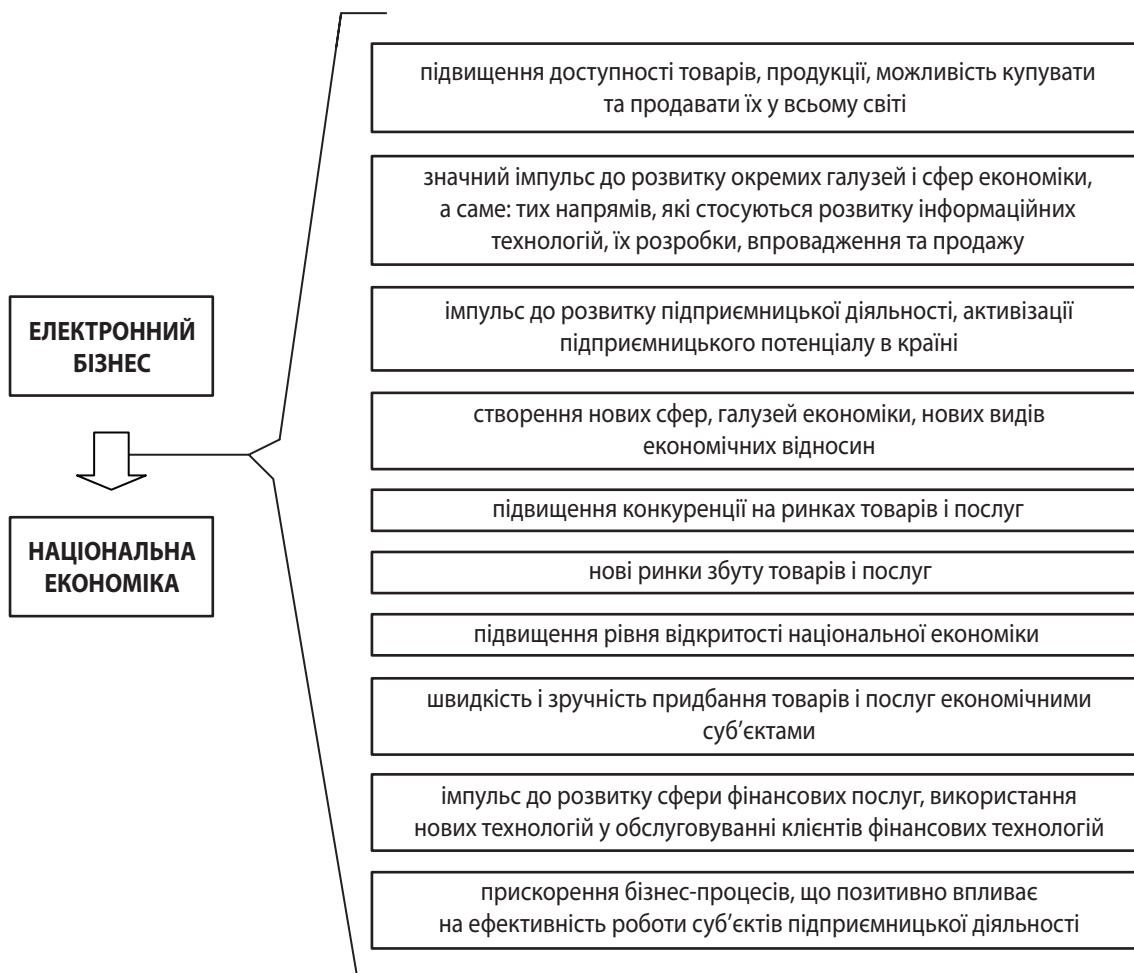 ЕЛЕКТРОННИЙ
БІЗНЕС
НАЦІОНАЛЬНА
ЕКОНОМІКА
підвищення доступності товарів, продукції, можливість купувати
та продавати їх у всьому світі
значний імпульс до розвитку окремих галузей і сфер економіки,
а саме: тих напрямів, які стосуються розвитку інформаційних
технологій, їх розробки, впровадження та продажу
імпульс до розвитку підприємницької діяльності, активізації
підприємницького потенціалу в країні
створення нових сфер, галузей економіки, нових видів
економічних відносин
підвищення конкуренції на ринках товарів і послуг
нові ринки збуту товарів і послуг
підвищення рівня відкритості національної економіки
швидкість і зручність придбання товарів і послуг економічними
суб’єктами
імпульс до розвитку сфери фінансових послуг, використання
нових технологій у обслуговуванні клієнтів фінансових технологій
прискорення бізнес-процесів, що позитивно впливає
на ефективність роботи суб’єктів підприємницької діяльності